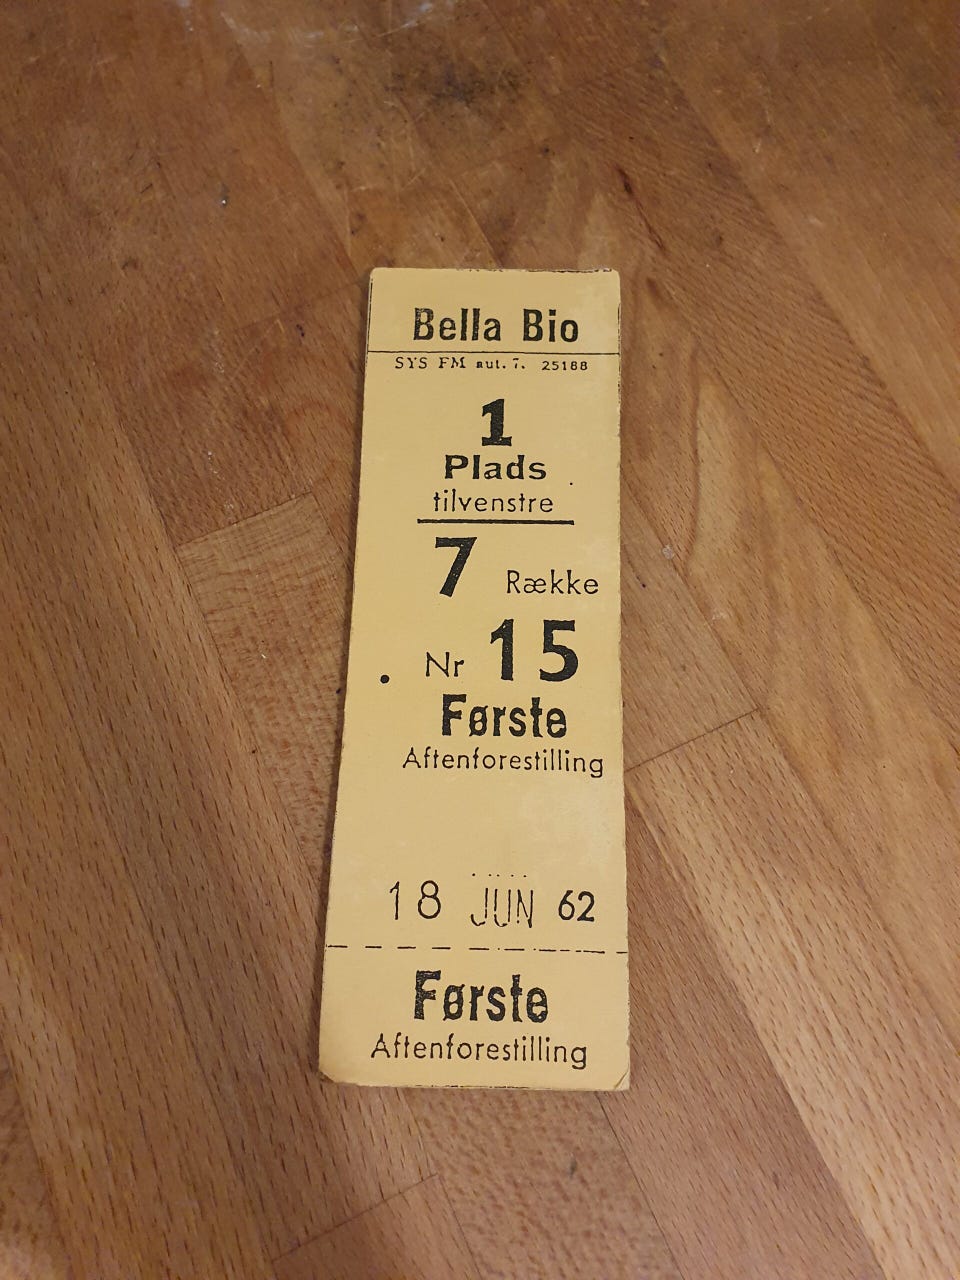 Bella Bio
SYS FM aut. 7. 25188
1
Plads
tilvenstre
7 Række
Nr 15
Første
Aftenforestilling
18 JUN 62
Første
Aftenforestilling